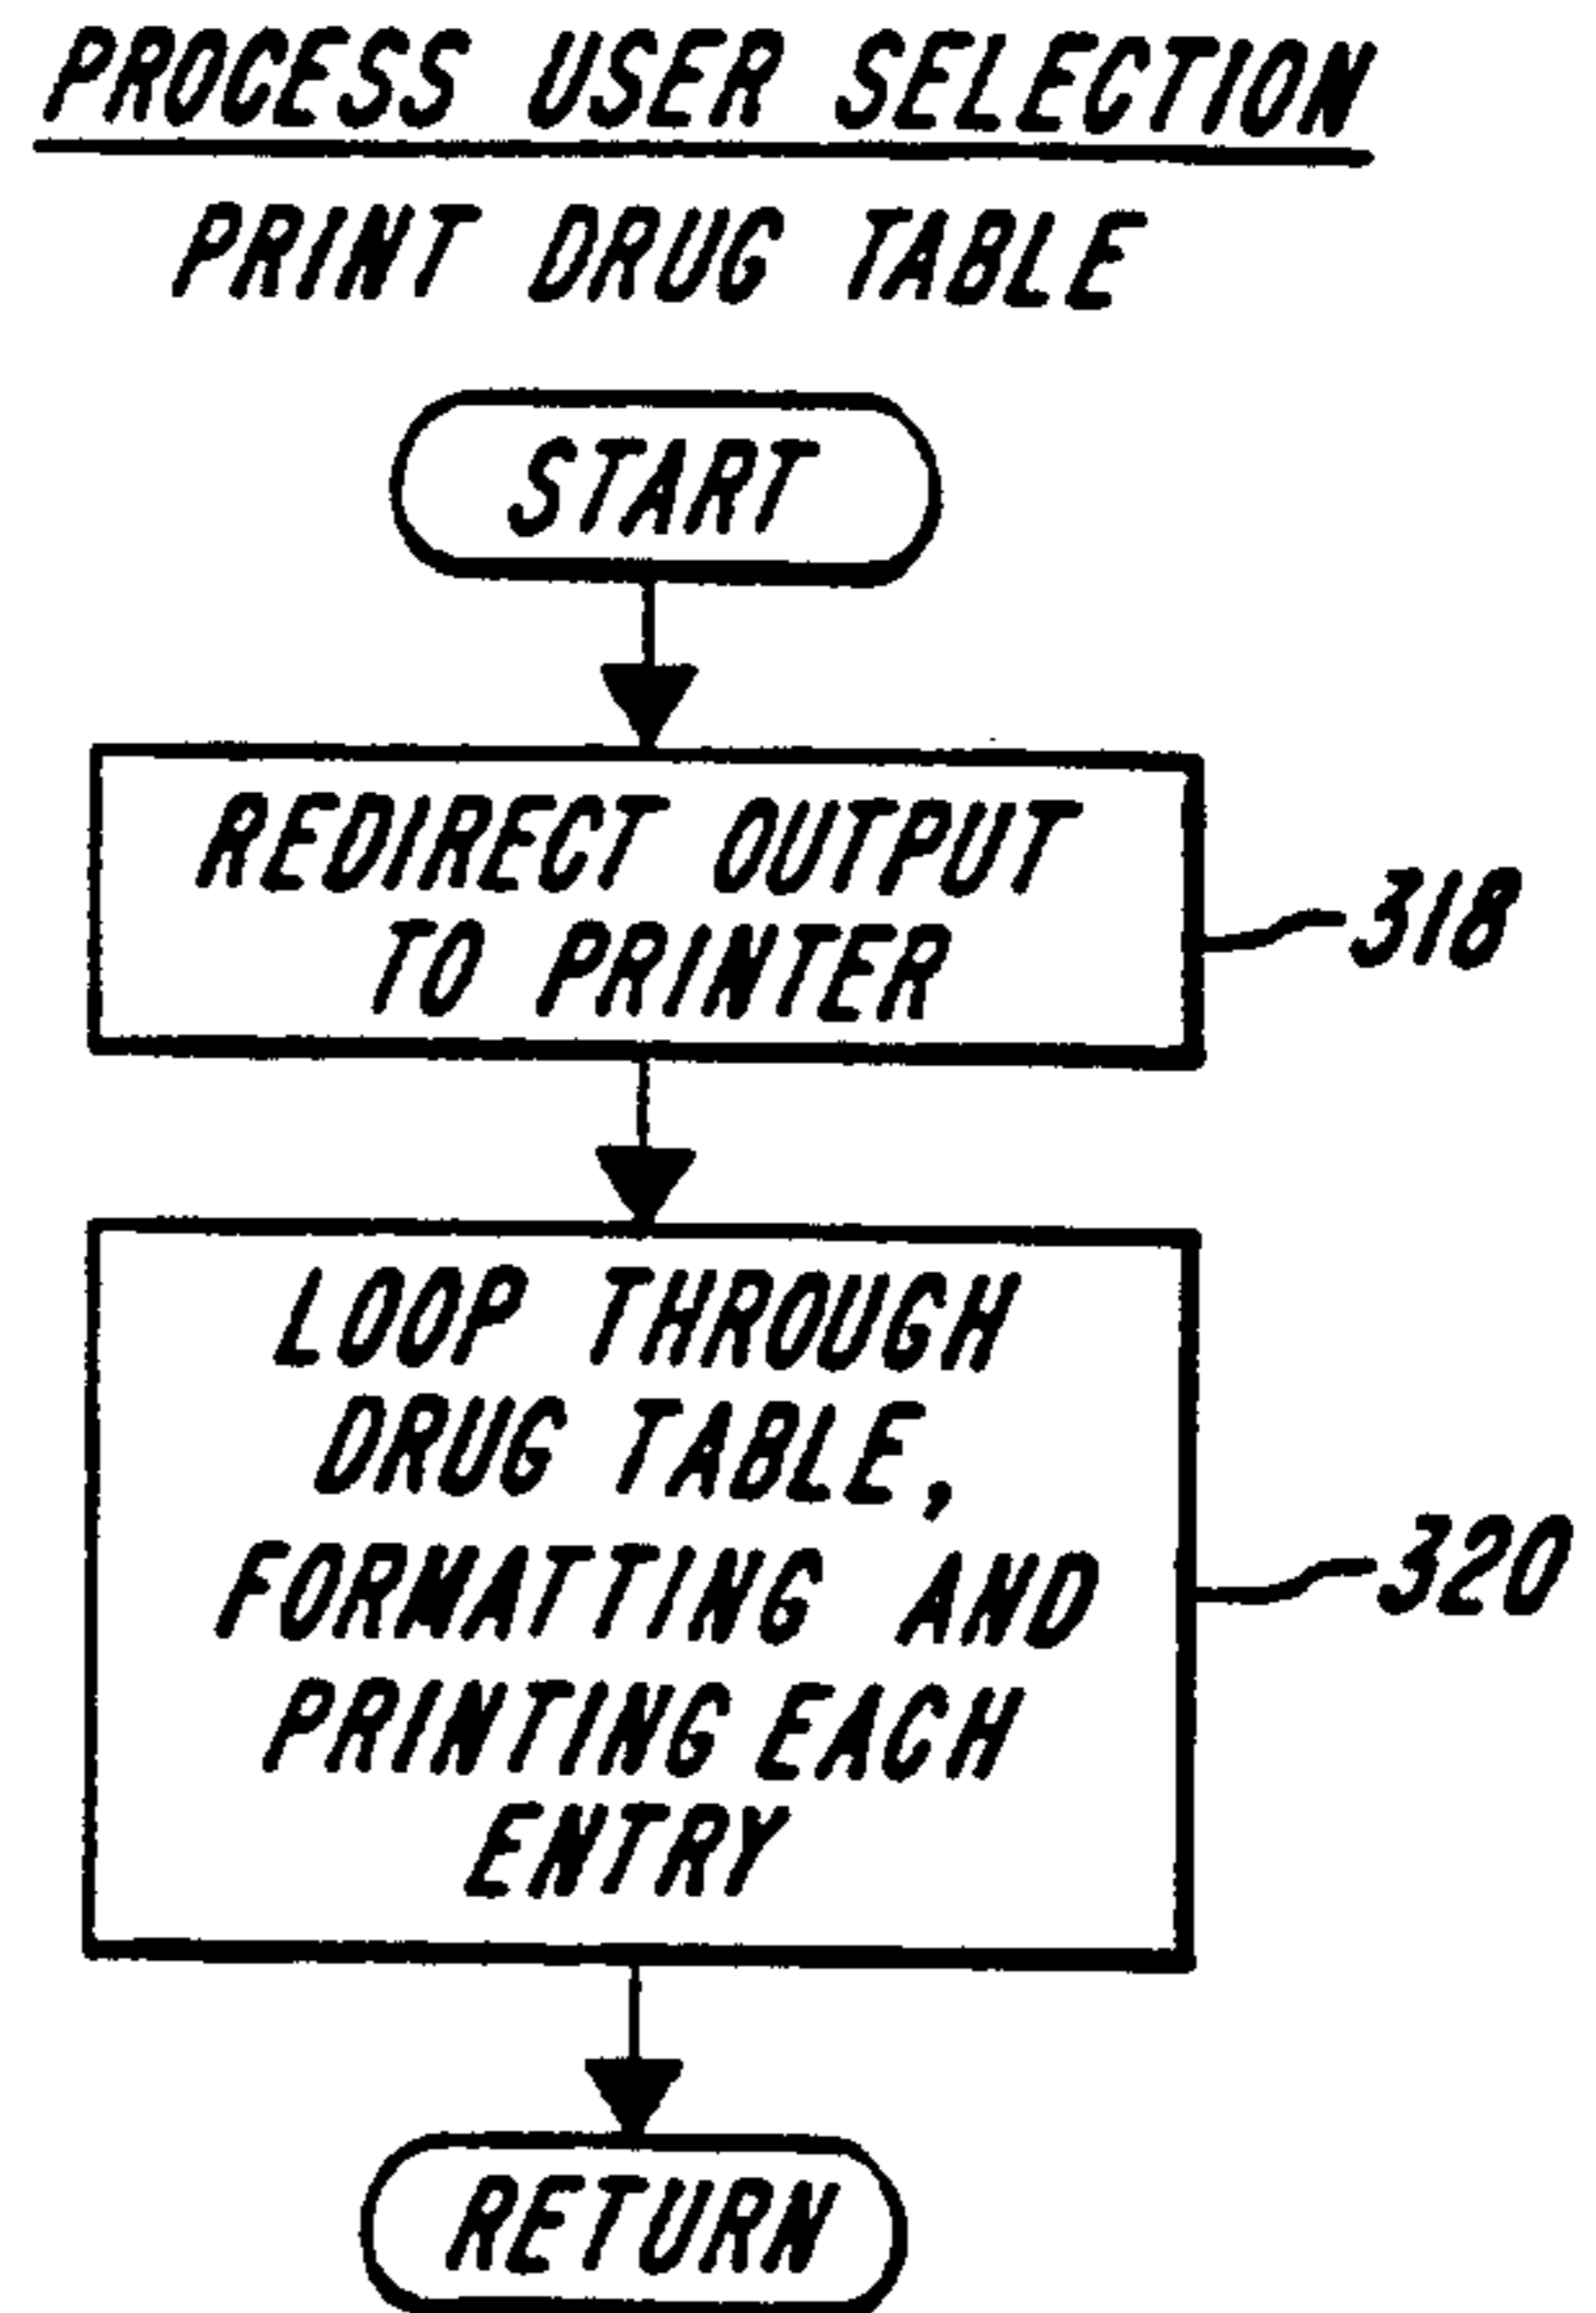 PROCESS USER SELECTION
PRINT DRUG TABLE
START
REDIRECT OUTPUT
TO PRINTER
318
LOOP THROUGH
DRUG TABLE,
FORMATTING AND
PRINTING EACH
ENTRY
320
RETURN